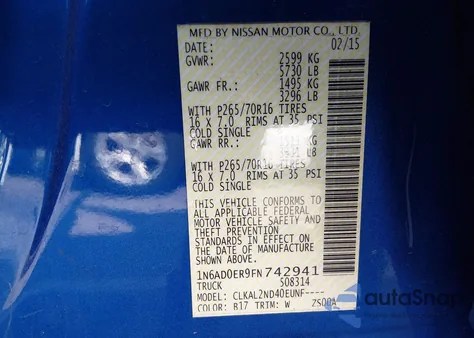 MFD BY NISSAN MOTOR CO., LTD.
DATE: 02/15
GVWR: 2599 KG
5730 LB
GAWR FR.: 1495 KG
3296 LB
WITH P265/70R16 TIRES
16 X 7.0 RIMS AT 35 PSI
COLD SINGLE
GAWR RR.: KG
LB
WITH P265/70R16 TIRES
16 X 7.0 RIMS AT 35 PSI
COLD SINGLE
THIS VEHICLE CONFORMS TO
ALL APPLICABLE FEDERAL
MOTOR VEHICLE SAFETY AND
THEFT PREVENTION
STANDARDS IN EFFECT ON
THE DATE OF MANUFACTURE
SHOWN ABOVE
1N6AD0ER9FN742941
TRUCK 508314
MODEL: CLKAL2ND40EUNF----
COLOR: B17 TRIM: W
autoSnap